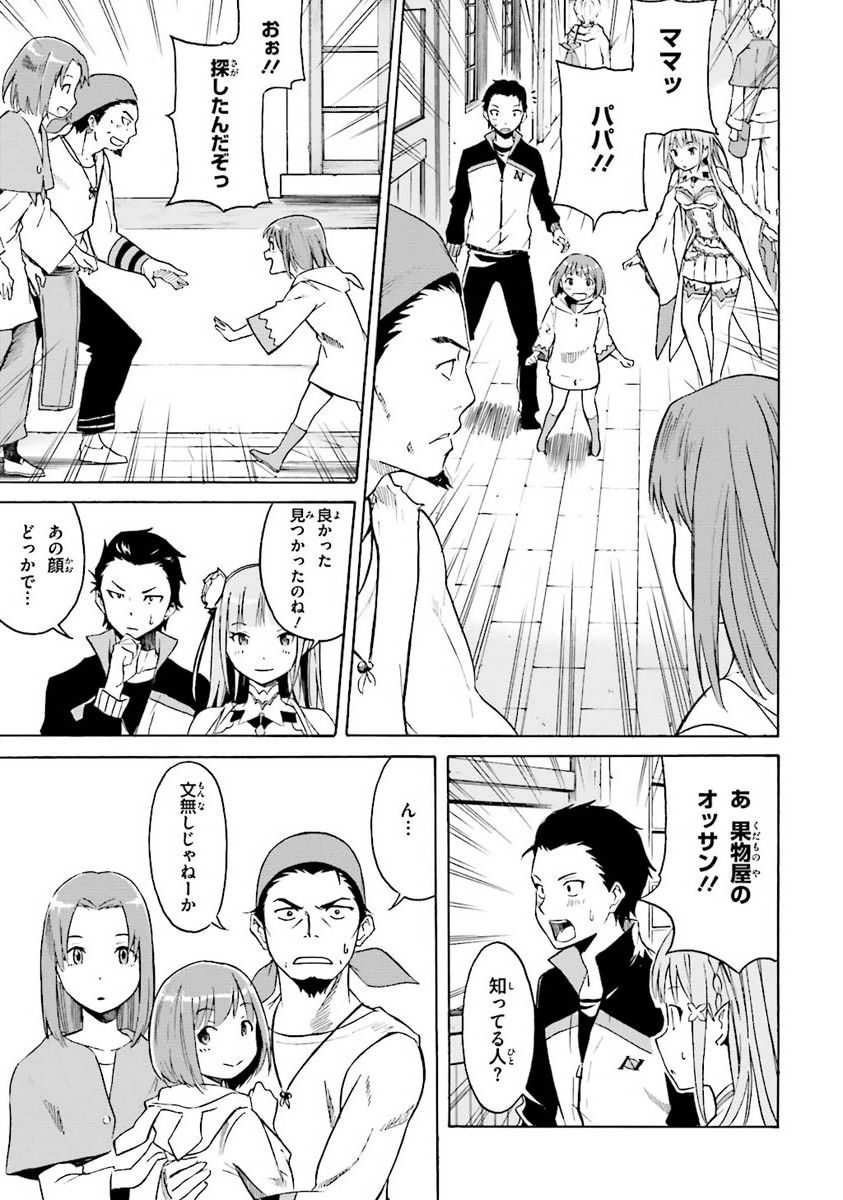 ママッ
パパ!!
おぉ!!
探したんだぞっ
良かった
見つかったのね!
あの顔
どっかで…
あ 果物屋の
オッサン!!
知ってる人?
ん…
文無しじゃねーか